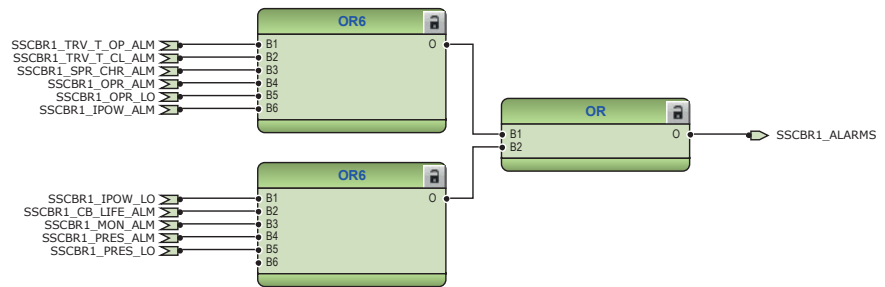 OR6
SSCBR1_TRV_T_OP_ALM B1 O
SSCBR1_TRV_T_CL_ALM B2
SSCBR1_SPR_CHR_ALM B3
SSCBR1_OPR_ALM B4
SSCBR1_OPR_LO B5
SSCBR1_IPOW_ALM B6
OR
B1 O SSCBR1_ALARMS
B2
OR6
SSCBR1_IPOW_LO B1 O
SSCBR1_CB_LIFE_ALM B2
SSCBR1_MON_ALM B3
SSCBR1_PRES_ALM B4
SSCBR1_PRES_LO B5
B6